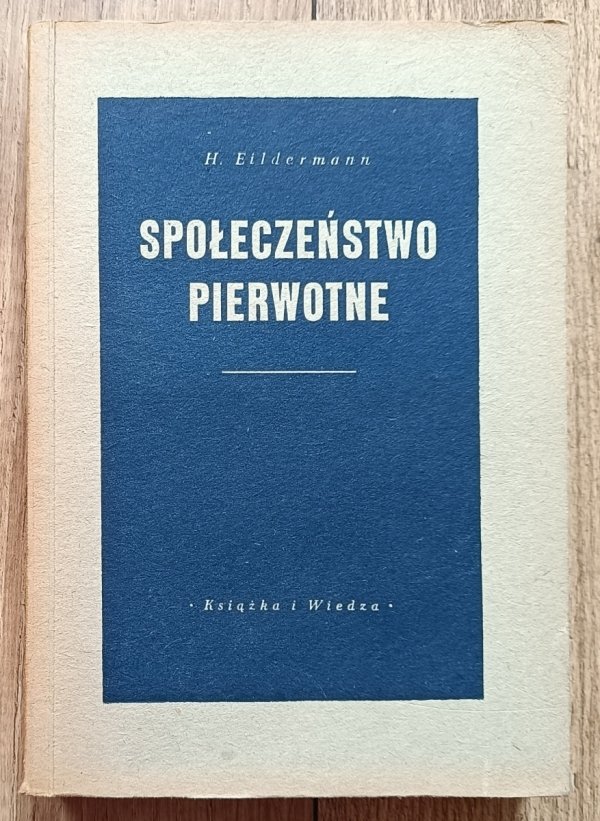 H. Eildermann
SPOŁECZEŃSTWO
PIERWOTNE
• Książka i Wiedza •